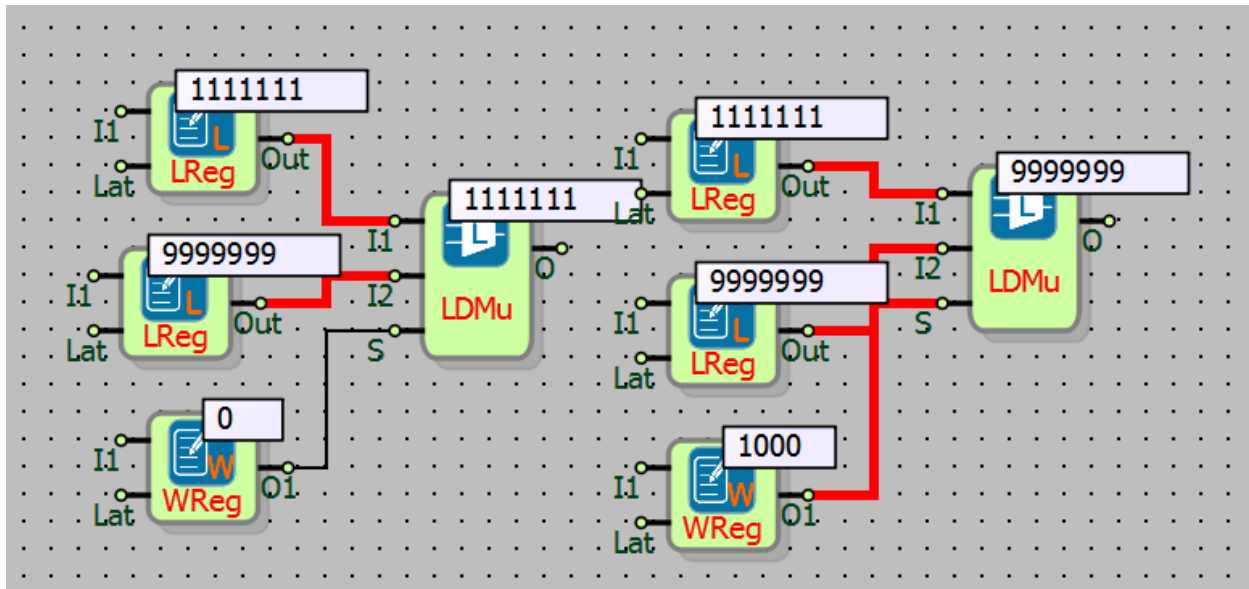 1111111
I1
L
Out
Lat
LReg
1111111
I1
L
O
9999999
I1
L
I2
Out
LDMu
Lat
LReg
S
0
I1
W
O1
WReg
Lat
1111111
I1
L
Out
Lat
LReg
9999999
I1
L
O
9999999
I2
I1
L
LDMu
Out
S
Lat
LReg
1000
I1
W
O1
WReg
Lat